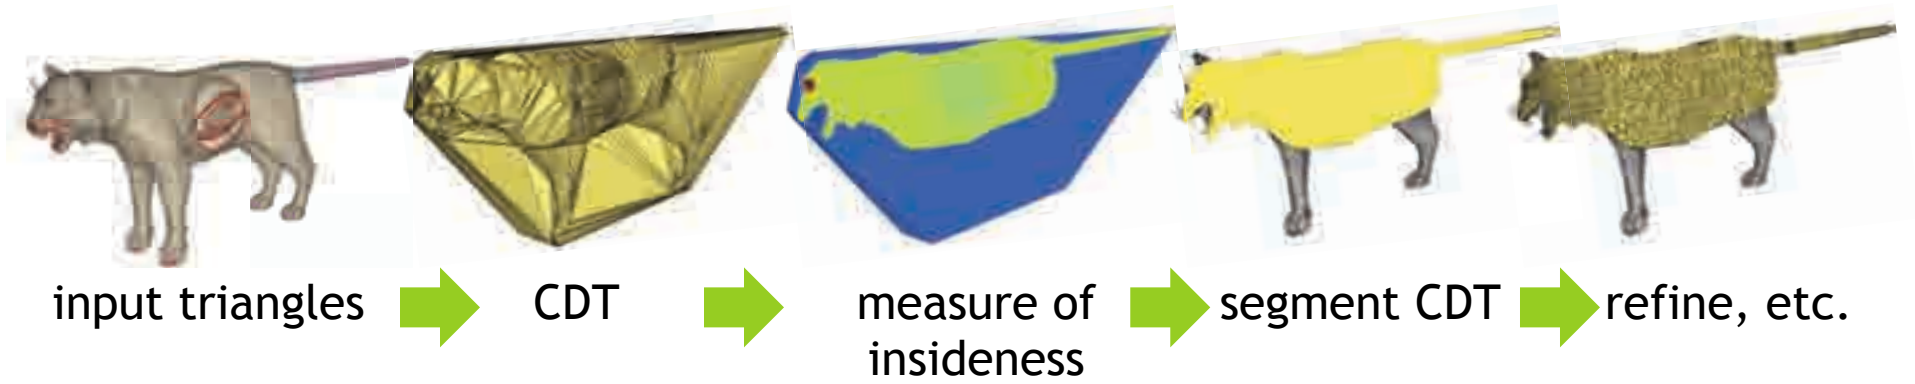 input triangles
CDT
measure of
insideness
segment CDT
refine, etc.